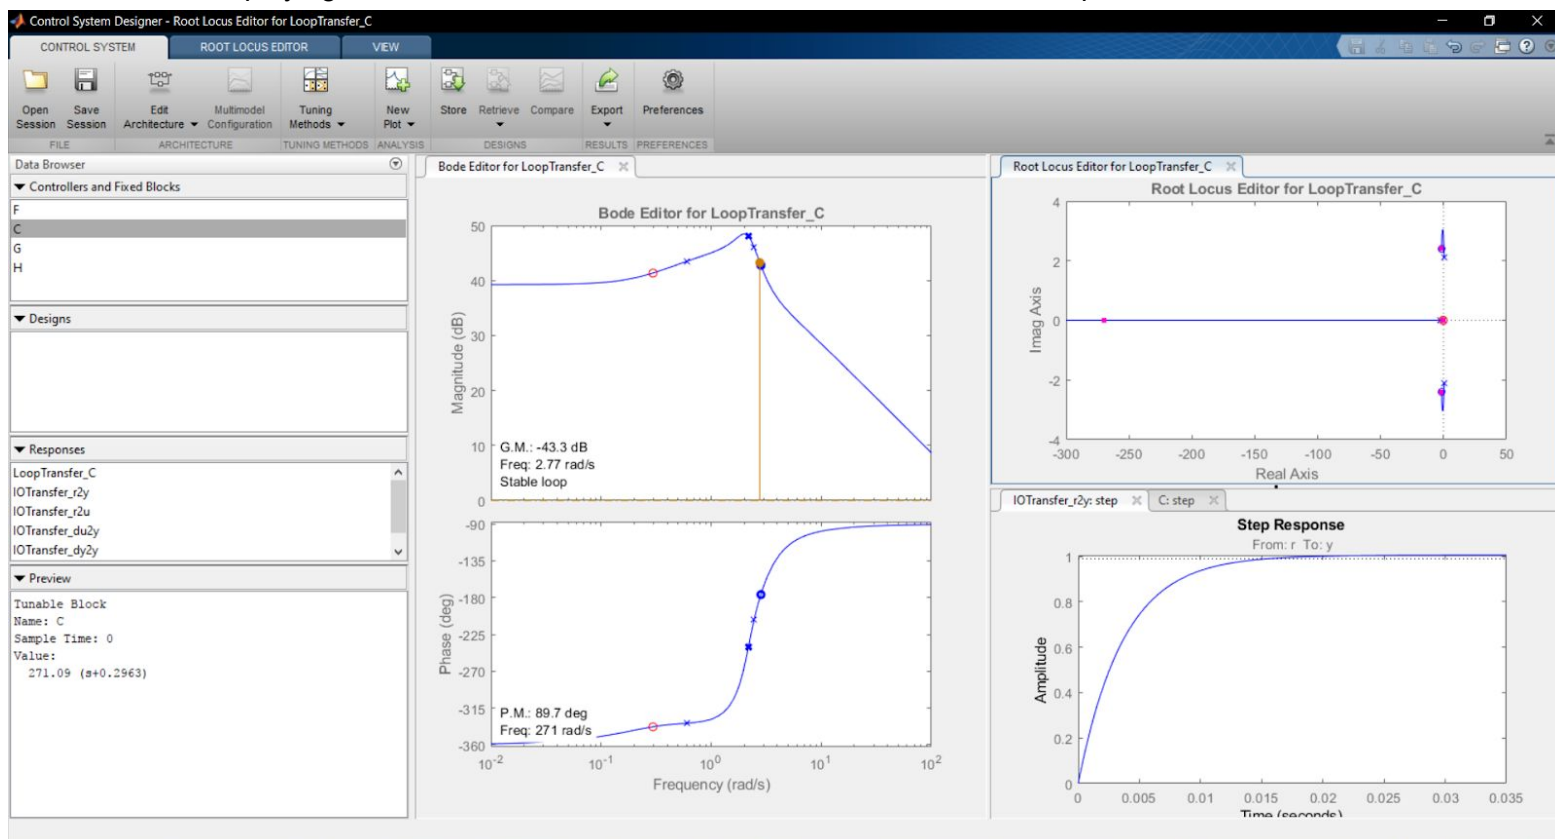 Control System Designer - Root Locus Editor for LoopTransfer_C
CONTROL SYSTEM ROOT LOCUS EDITOR VIEW
Open Session
Save Session
Edit Architecture
Multimodel Configuration
Tuning Methods
New Plot
Store
Retrieve
Compare
Export
Preferences
FILE ARCHITECTURE TUNING METHODS ANALYSIS DESIGNS RESULTS PREFERENCES
Data Browser
Controllers and Fixed Blocks
F
C
G
H
Designs
Responses
LoopTransfer_C
IOTransfer_r2y
IOTransfer_r2u
IOTransfer_du2y
IOTransfer_dy2y
Preview
Tunable Block
Name: C
Sample Time: 0
Value:
271.09 (s+0.2963)
Bode Editor for LoopTransfer_C
Bode Editor for LoopTransfer_C
50
40
30
20
10
0
Magnitude (dB)
G.M.: -43.3 dB
Freq: 2.77 rad/s
Stable loop
-90
-135
-180
-225
-270
-315
-360
Phase (deg)
P.M.: 89.7 deg
Freq: 271 rad/s
10-2 10-1 100 101 102
Frequency (rad/s)
Root Locus Editor for LoopTransfer_C
Root Locus Editor for LoopTransfer_C
4
2
0
-2
-4
Imag Axis
-300 -250 -200 -150 -100 -50 0 50
Real Axis
IOTransfer_r2y: step C: step
Step Response
From: r To: y
1
0.8
0.6
0.4
0.2
0
Amplitude
0 0.005 0.01 0.015 0.02 0.025 0.03 0.035
Time (seconds)